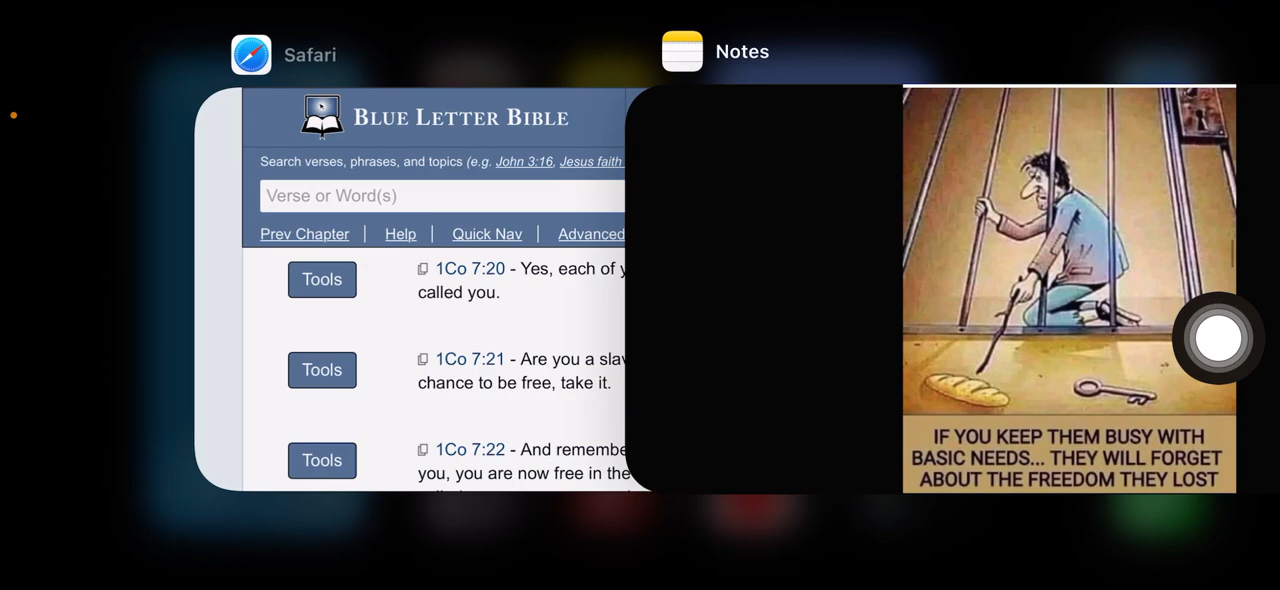 Safari
Notes
BLUE LETTER BIBLE
Search verses, phrases, and topics (e.g. John 3:16, Jesus faith
Verse or Word(s)
Prev Chapter | Help | Quick Nav | Advanced
Tools
1Co 7:20 - Yes, each of
called you.
Tools
1Co 7:21 - Are you a
chance to be free, take it.
Tools
1Co 7:22 - And
you, you are now free in the
IF YOU KEEP THEM BUSY WITH
BASIC NEEDS... THEY WILL FORGET
ABOUT THE FREEDOM THEY LOST